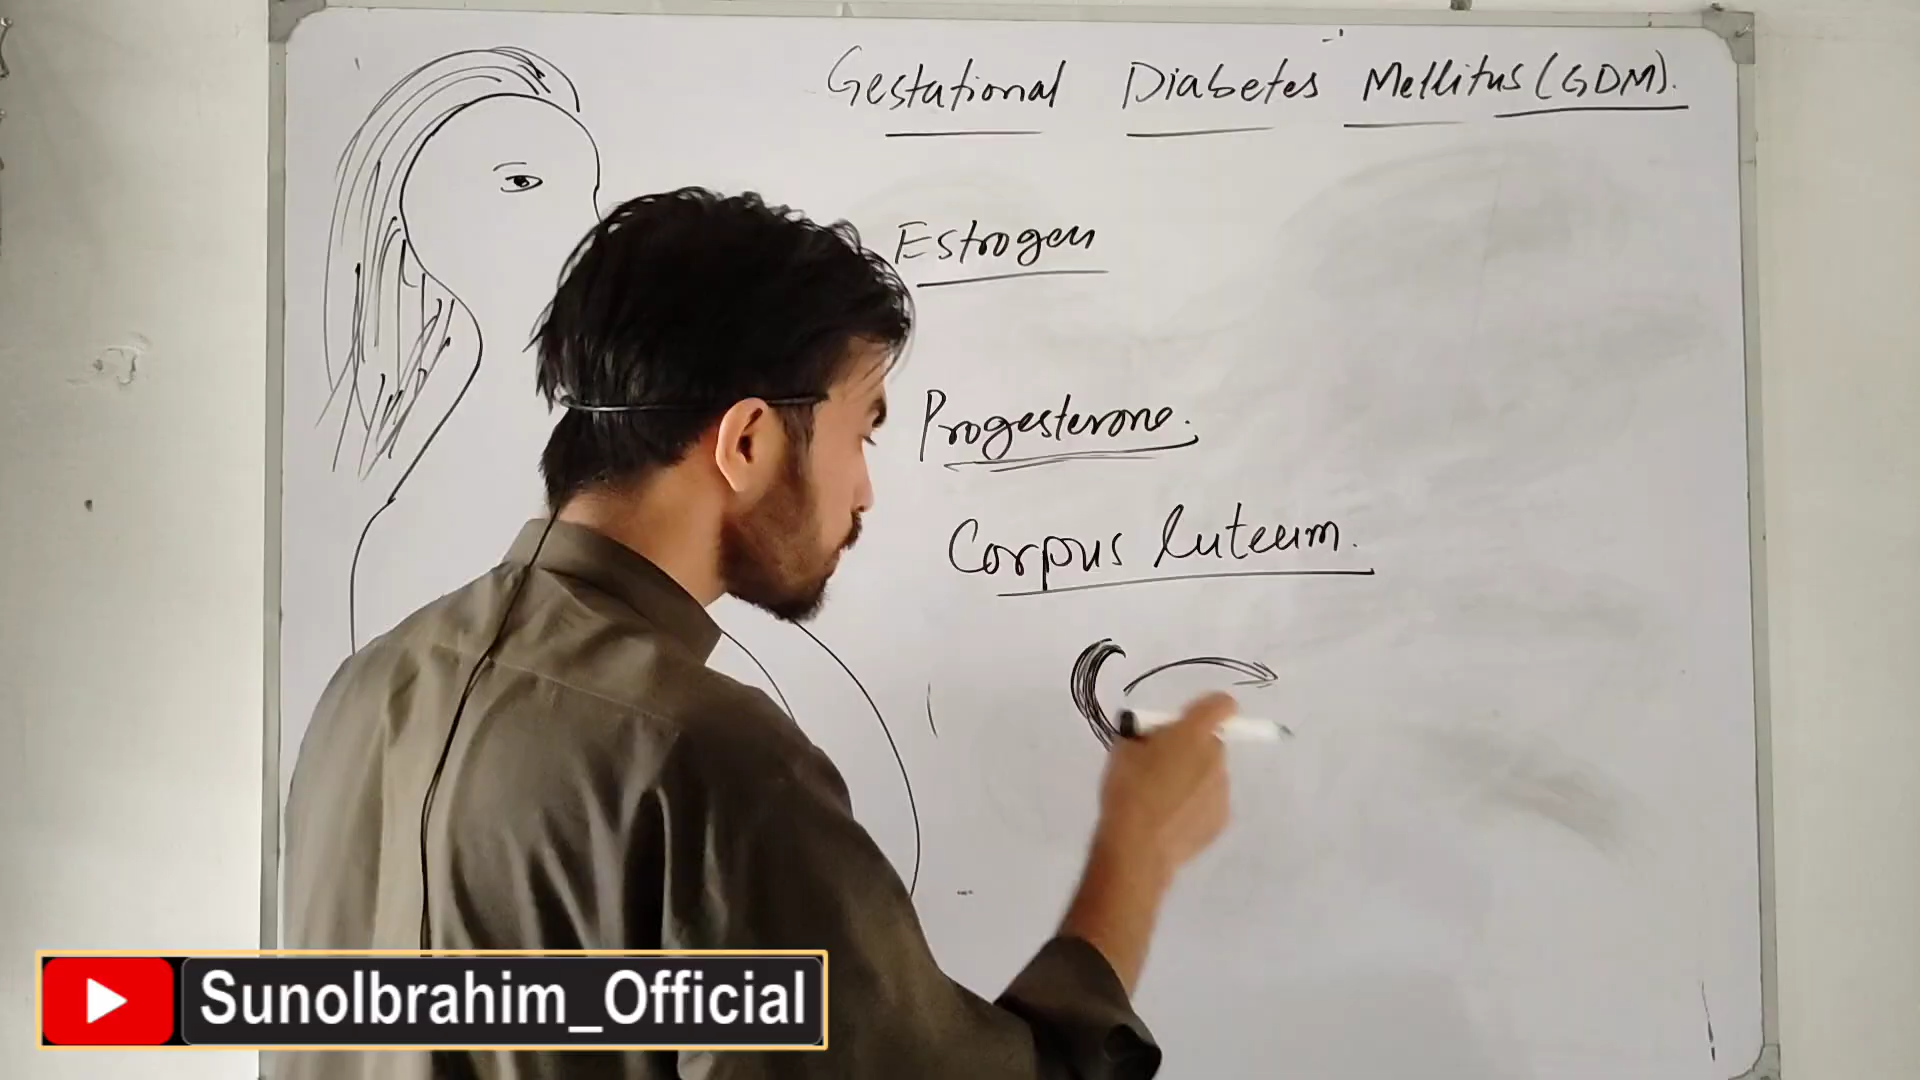 Gestational Diabetes Mellitus (GDM).
Estrogen
Progesterone.
Corpus luteum.
SunoIbrahim_Official